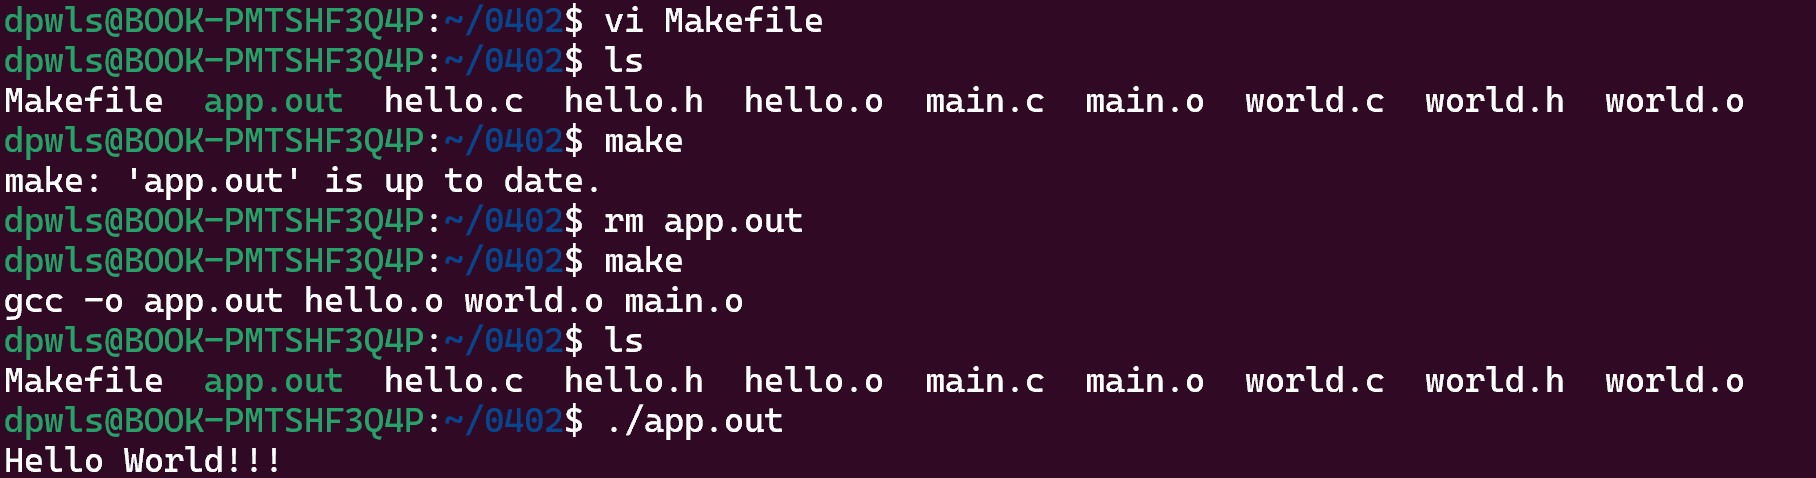 dpwls@BOOK-PMTSHF3Q4P:~/0402$ vi Makefile
dpwls@BOOK-PMTSHF3Q4P:~/0402$ ls
Makefile  app.out  hello.c  hello.h  hello.o  main.c  main.o  world.c  world.h  world.o
dpwls@BOOK-PMTSHF3Q4P:~/0402$ make
make: 'app.out' is up to date.
dpwls@BOOK-PMTSHF3Q4P:~/0402$ rm app.out
dpwls@BOOK-PMTSHF3Q4P:~/0402$ make
gcc -o app.out hello.o world.o main.o
dpwls@BOOK-PMTSHF3Q4P:~/0402$ ls
Makefile  app.out  hello.c  hello.h  hello.o  main.c  main.o  world.c  world.h  world.o
dpwls@BOOK-PMTSHF3Q4P:~/0402$ ./app.out
Hello World!!!